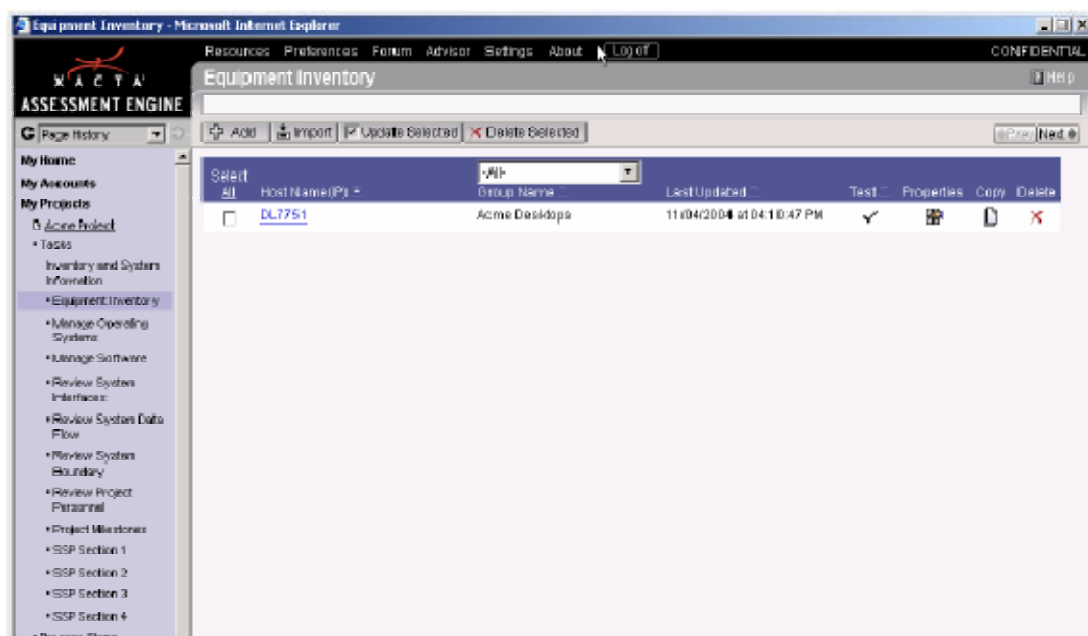 Equipment Inventory - Microsoft Internet Explorer
Resources Preferences Forum Advisor Settings About Log off CONFIDENTIAL
XACTA
Equipment Inventory Help
ASSESSMENT ENGINE
Page History Add Import Update Selected Delete Selected Prev Next
My Home
My Accounts
My Projects
Acme Project
Tasks
Inventory and System
Information
Equipment Inventory
Manage Operating
Systems
Manage Software
Review System
Interfaces
Review System Data
Flow
Review System
Boundary
Review Project
Personnel
Project Milestones
SSP Section 1
SSP Section 2
SSP Section 3
SSP Section 4
Process Steps
Select
-All-
All Host Name(IP) Group Name Last Updated Test Properties Copy Delete
DL7751 Acme Desktops 11/04/2004 at 04:10:47 PM